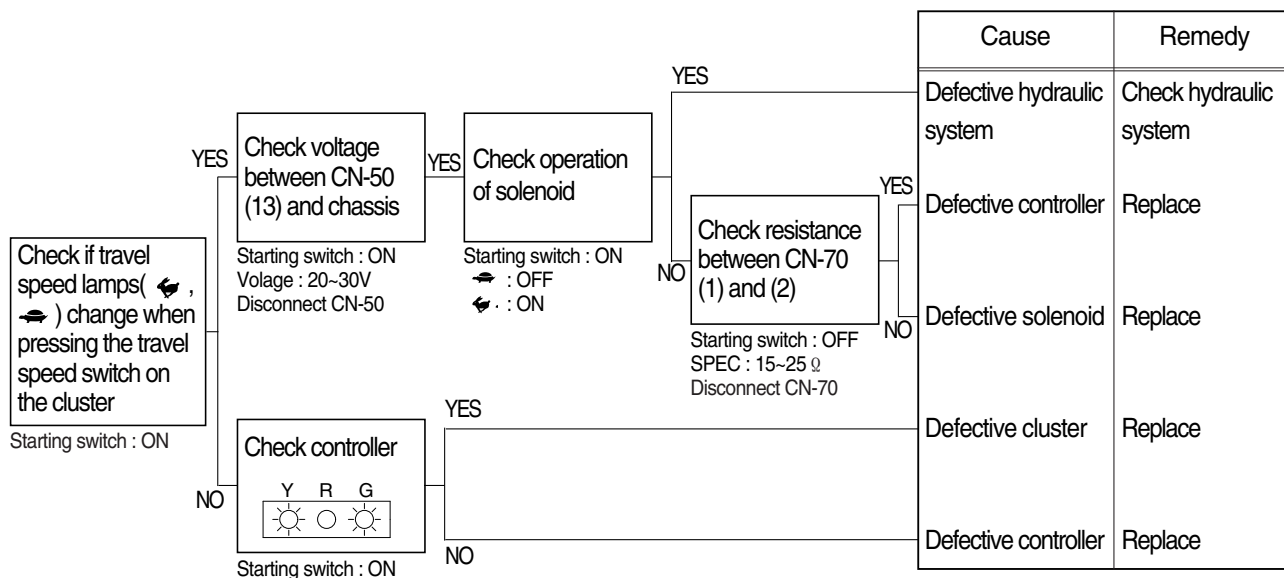 Check if travel
speed lamps( ,
) change when
pressing the travel
speed switch on
the cluster
Starting switch : ON
YES
NO
Check voltage
between CN-50
(13) and chassis
Starting switch : ON
Volage : 20~30V
Disconnect CN-50
YES
Check operation
of solenoid
Starting switch : ON
: OFF
. : ON
YES
NO
Check resistance
between CN-70
(1) and (2)
Starting switch : OFF
SPEC : 15~25 Ω
Disconnect CN-70
YES
NO
Check controller
Y R G
Starting switch : ON
YES
NO
Cause Remedy
Defective hydraulic Check hydraulic
system system
Defective controller Replace
Defective solenoid Replace
Defective cluster Replace
Defective controller Replace